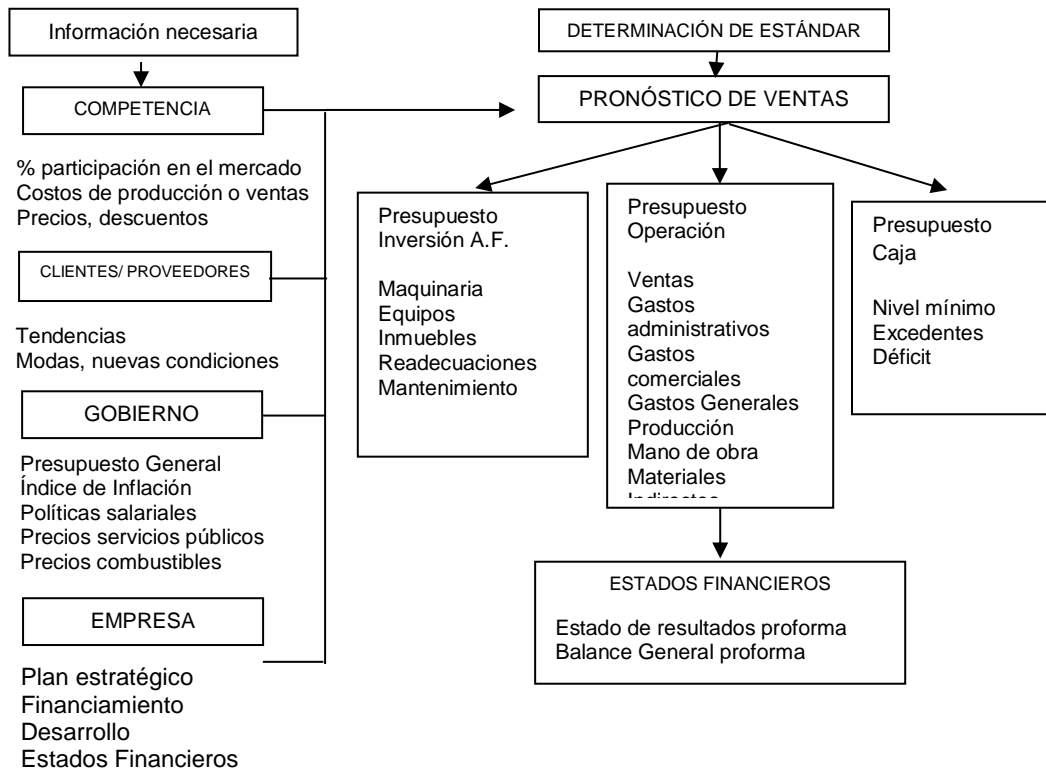 Información necesaria
COMPETENCIA
% participación en el mercado
Costos de producción o ventas
Precios, descuentos
CLIENTES/ PROVEEDORES
Tendencias
Modas, nuevas condiciones
GOBIERNO
Presupuesto General
Índice de Inflación
Políticas salariales
Precios servicios públicos
Precios combustibles
EMPRESA
Plan estratégico
Financiamiento
Desarrollo
Estados Financieros
DETERMINACIÓN DE ESTÁNDAR
PRONÓSTICO DE VENTAS
Presupuesto
Inversión A.F.
Maquinaria
Equipos
Inmuebles
Readecuaciones
Mantenimiento
Presupuesto
Operación
Ventas
Gastos
administrativos
Gastos
comerciales
Gastos Generales
Producción
Mano de obra
Materiales
Presupuesto
Caja
Nivel mínimo
Excedentes
Déficit
ESTADOS FINANCIEROS
Estado de resultados proforma
Balance General proforma